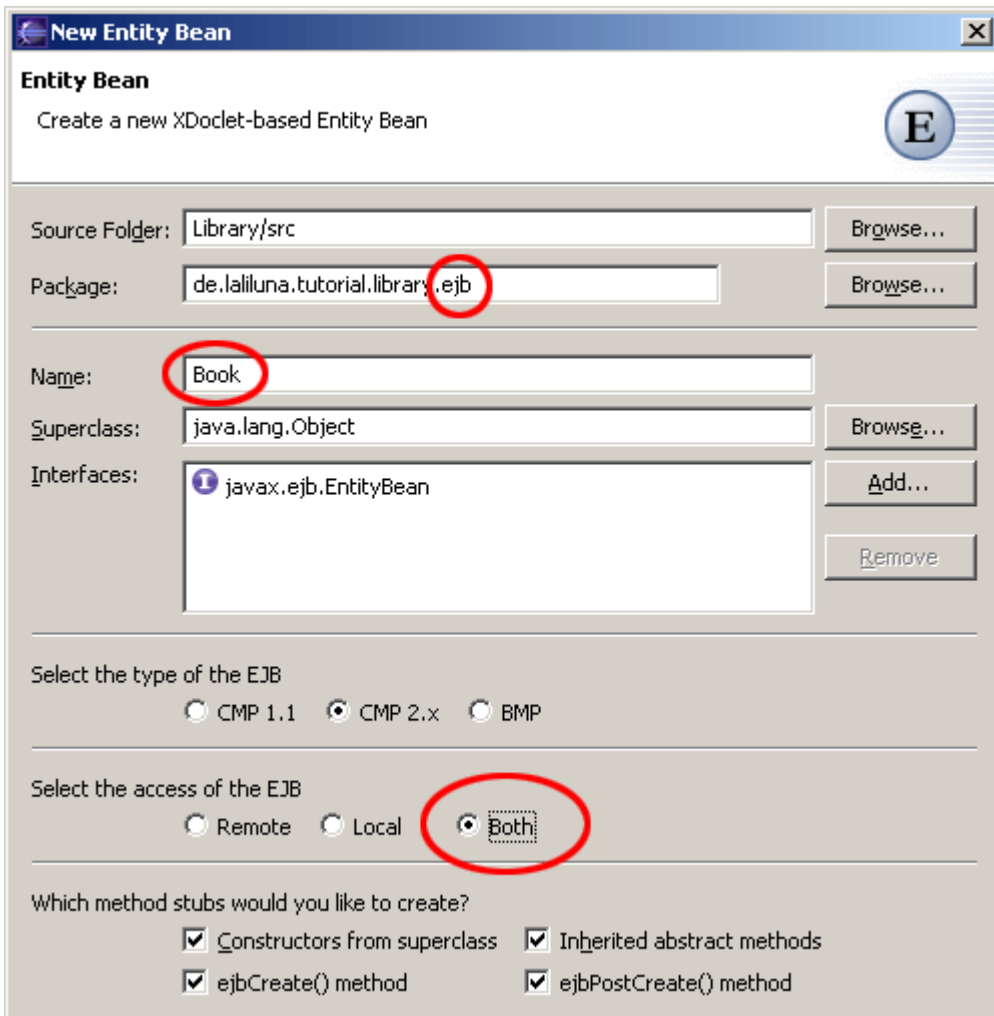 New Entity Bean
Entity Bean
Create a new XDoclet-based Entity Bean
E
Source Folder: Library/src Browse...
Package: de.laliluna.tutorial.library.ejb Browse...
Name: Book
Superclass: java.lang.Object Browse...
Interfaces: I javax.ejb.EntityBean Add...
Remove
Select the type of the EJB
CMP 1.1 CMP 2.x BMP
Select the access of the EJB
Remote Local Both
Which method stubs would you like to create?
Constructors from superclass Inherited abstract methods
ejbCreate() method ejbPostCreate() method